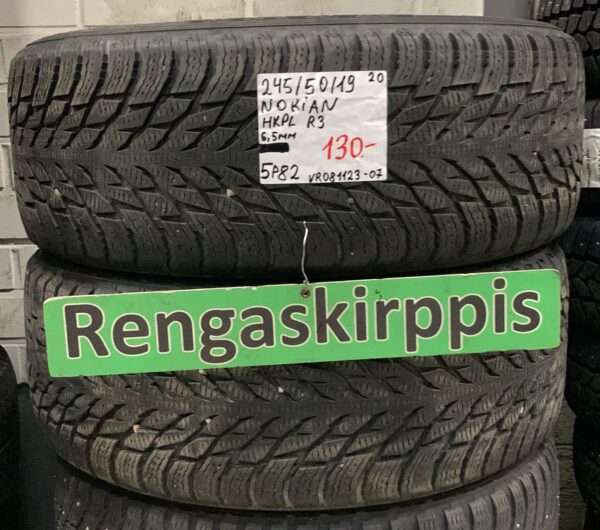 245/50/19 20
NOKIAN
HKPL R3
6,5MM
130.-
5P82 VR081123-07
Rengaskirppis